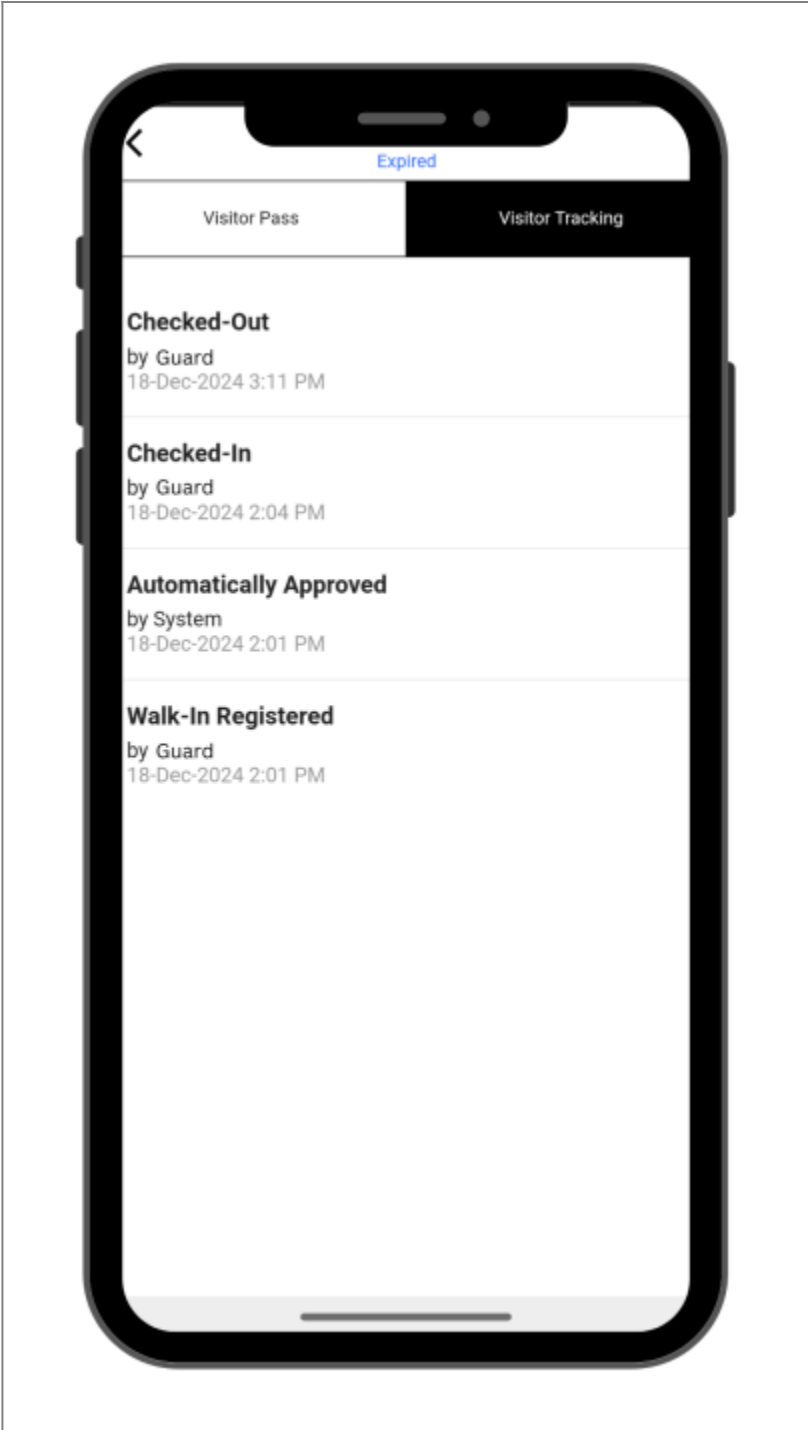 Expired
Visitor Pass
Visitor Tracking
Checked-Out
by Guard
18-Dec-2024 3:11 PM
Checked-In
by Guard
18-Dec-2024 2:04 PM
Automatically Approved
by System
18-Dec-2024 2:01 PM
Walk-In Registered
by Guard
18-Dec-2024 2:01 PM